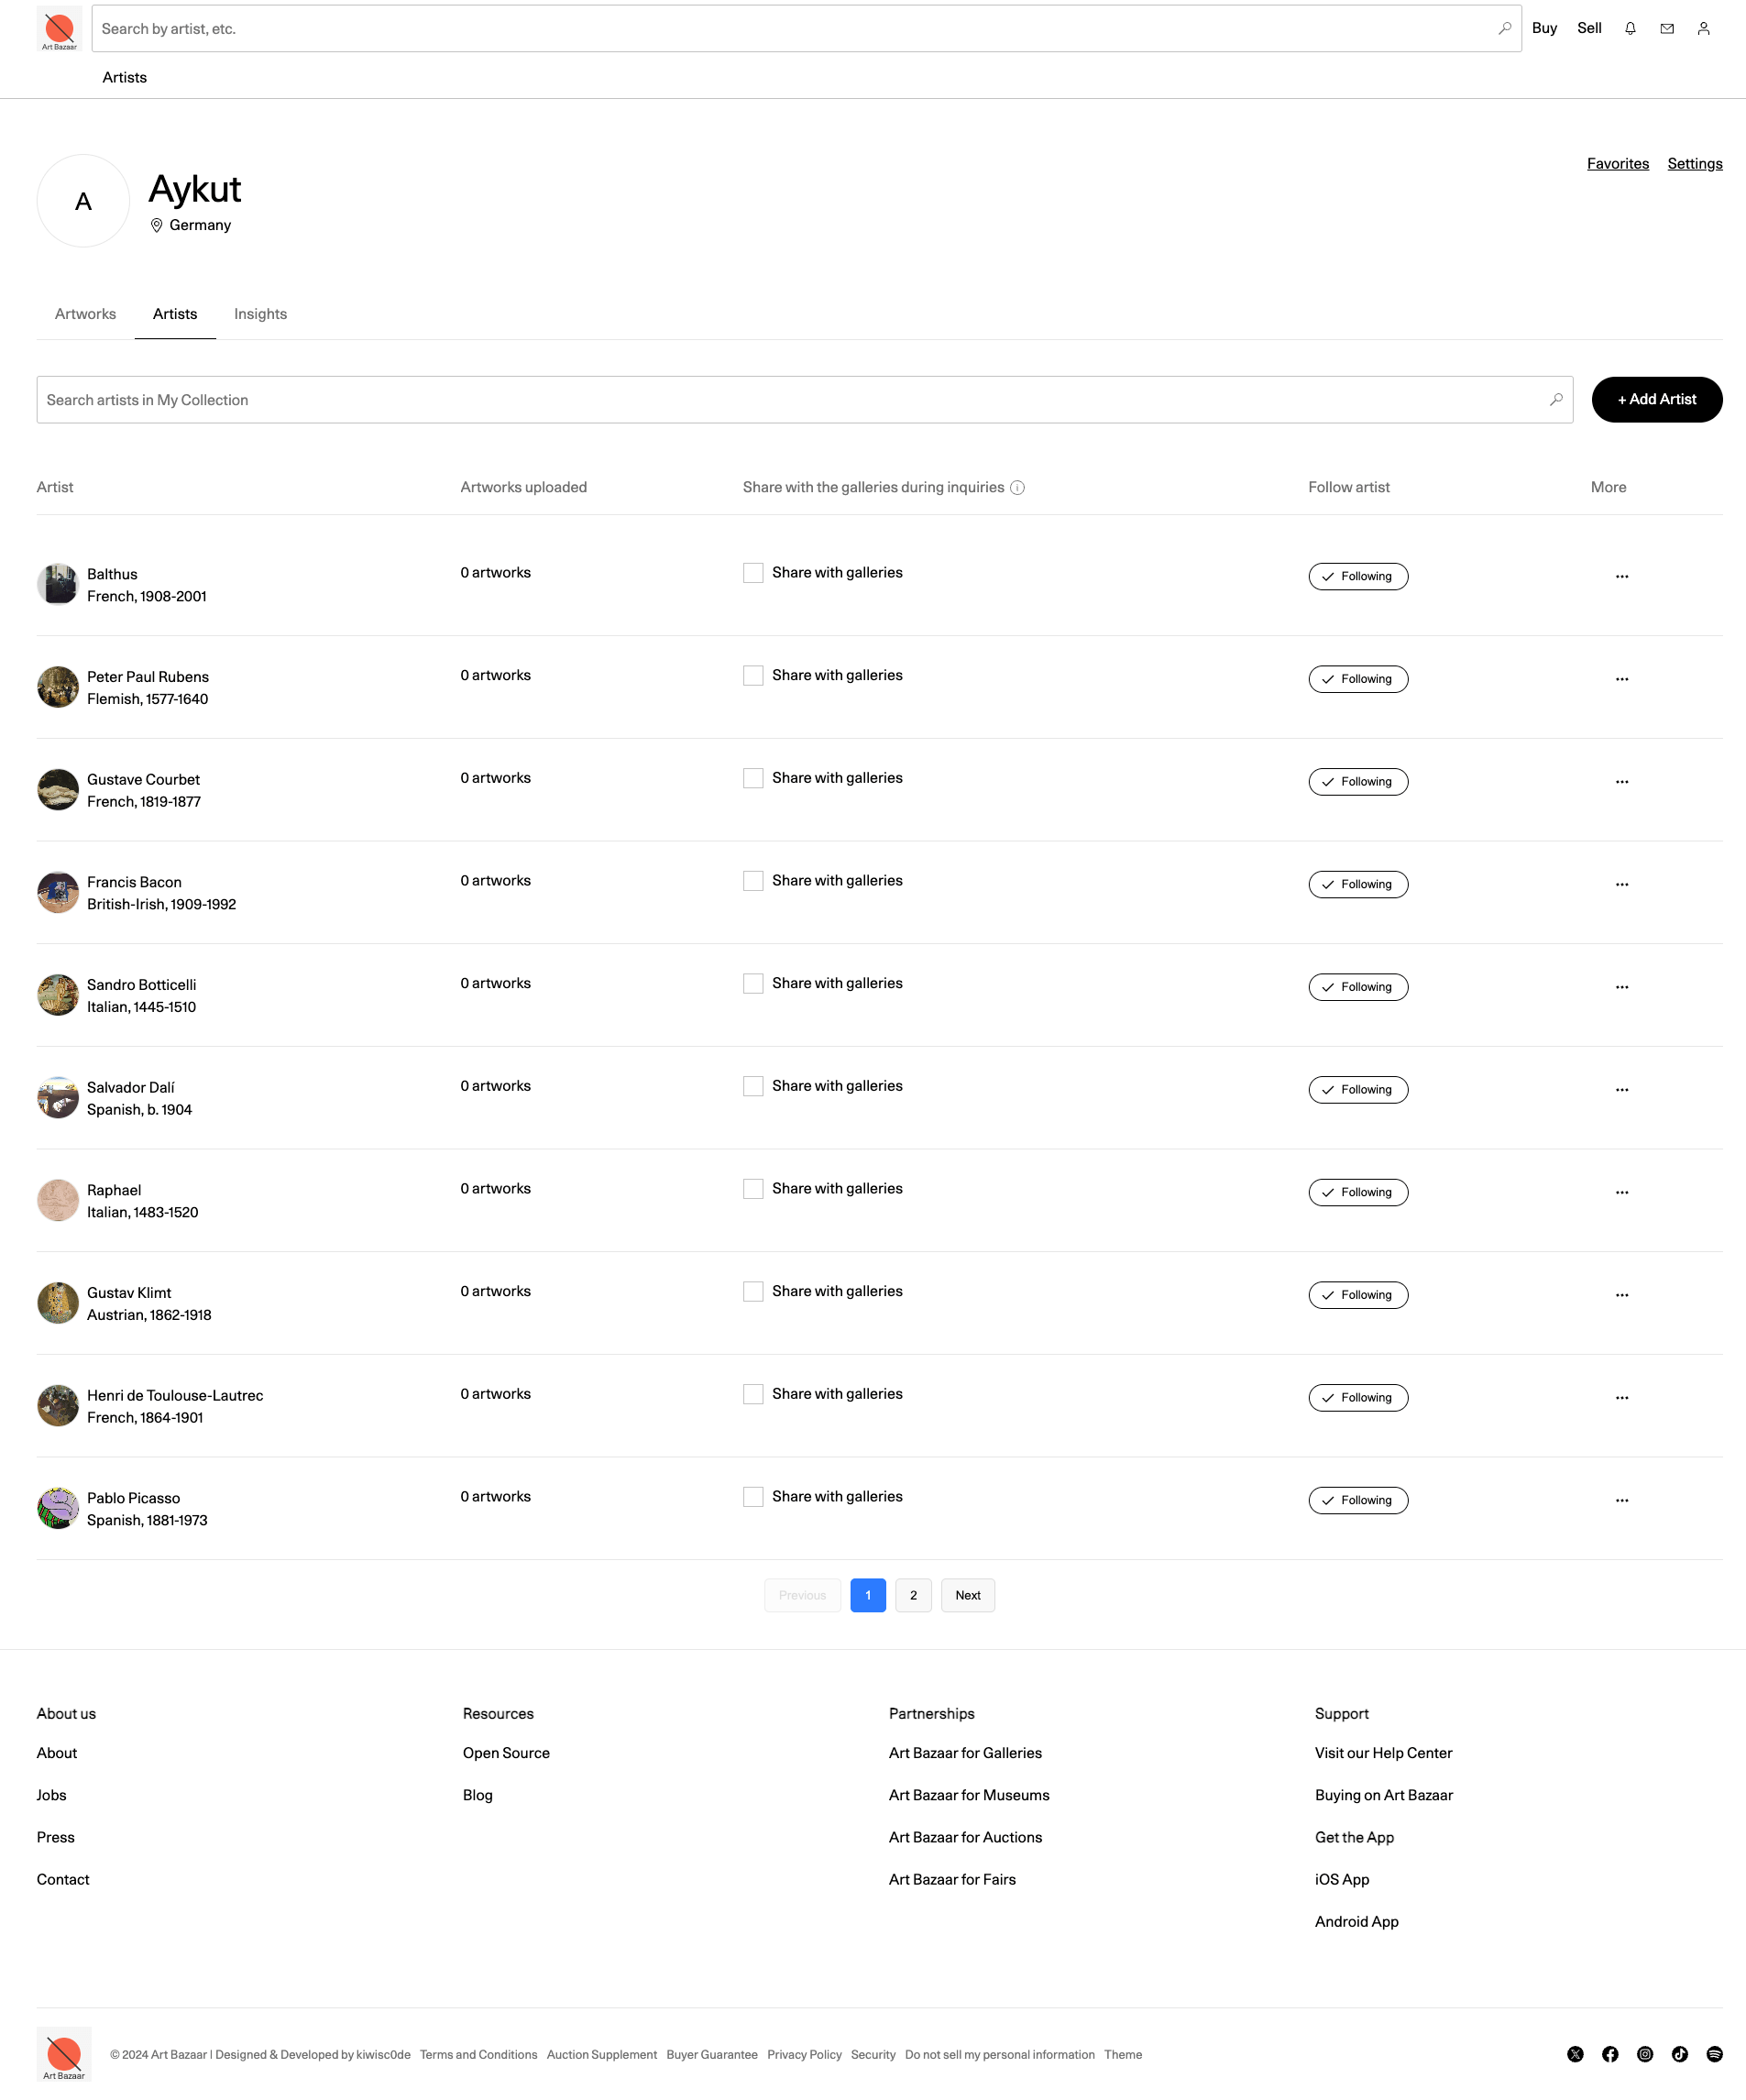 Art Bazaar
Search by artist, etc.
Buy Sell
Artists
A
Aykut
Germany
Favorites Settings
Artworks Artists Insights
Search artists in My Collection
+ Add Artist
Artist Artworks uploaded Share with the galleries during inquiries Follow artist More
Balthus
French, 1908-2001
0 artworks Share with galleries Following
Peter Paul Rubens
Flemish, 1577-1640
0 artworks Share with galleries Following
Gustave Courbet
French, 1819-1877
0 artworks Share with galleries Following
Francis Bacon
British-Irish, 1909-1992
0 artworks Share with galleries Following
Sandro Botticelli
Italian, 1445-1510
0 artworks Share with galleries Following
Salvador Dalí
Spanish, b. 1904
0 artworks Share with galleries Following
Raphael
Italian, 1483-1520
0 artworks Share with galleries Following
Gustav Klimt
Austrian, 1862-1918
0 artworks Share with galleries Following
Henri de Toulouse-Lautrec
French, 1864-1901
0 artworks Share with galleries Following
Pablo Picasso
Spanish, 1881-1973
0 artworks Share with galleries Following
Previous 1 2 Next
About us
About
Jobs
Press
Contact
Resources
Open Source
Blog
Partnerships
Art Bazaar for Galleries
Art Bazaar for Museums
Art Bazaar for Auctions
Art Bazaar for Fairs
Support
Visit our Help Center
Buying on Art Bazaar
Get the App
iOS App
Android App
Art Bazaar
© 2024 Art Bazaar | Designed & Developed by kiwisc0de Terms and Conditions Auction Supplement Buyer Guarantee Privacy Policy Security Do not sell my personal information Theme